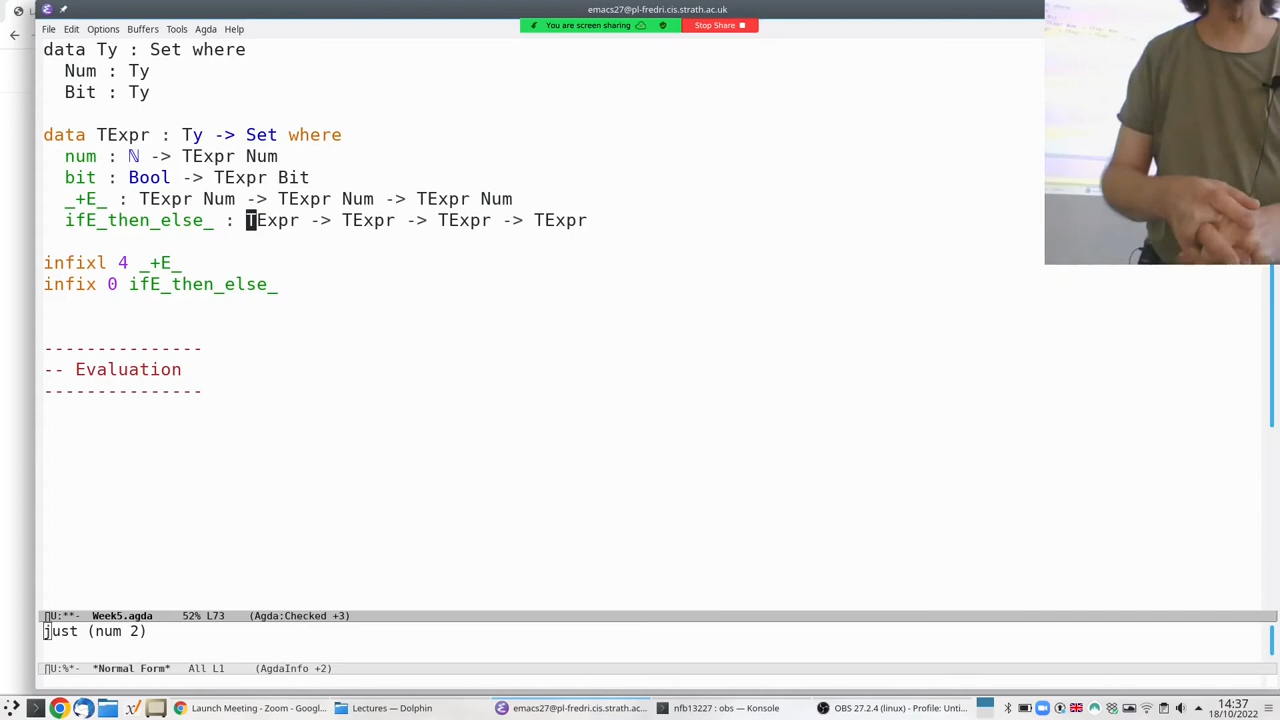 emacs27@pl-fredri.cis.strath.ac.uk
File Edit Options Buffers Tools Agda Help
You are screen sharing Stop Share
data Ty : Set where
Num : Ty
Bit : Ty
data TExpr : Ty -> Set where
num : ℕ -> TExpr Num
bit : Bool -> TExpr Bit
_+E_ : TExpr Num -> TExpr Num -> TExpr Num
ifE_then_else_ : TExpr -> TExpr -> TExpr -> TExpr
infixl 4 _+E_
infix 0 ifE_then_else_
--------------
-- Evaluation
--------------
U:**- Week5.agda 52% L73 (Agda:Checked +3)
just (num 2)
U:%*- *Normal Form* All L1 (AgdaInfo +2)
Launch Meeting - Zoom - Googl... Lectures — Dolphin emacs27@pl-fredri.cis.strath.ac.uk... nfb13227 : obs — Konsole OBS 27.2.4 (linux) - Profile: Unti... 14:37
18/10/2022